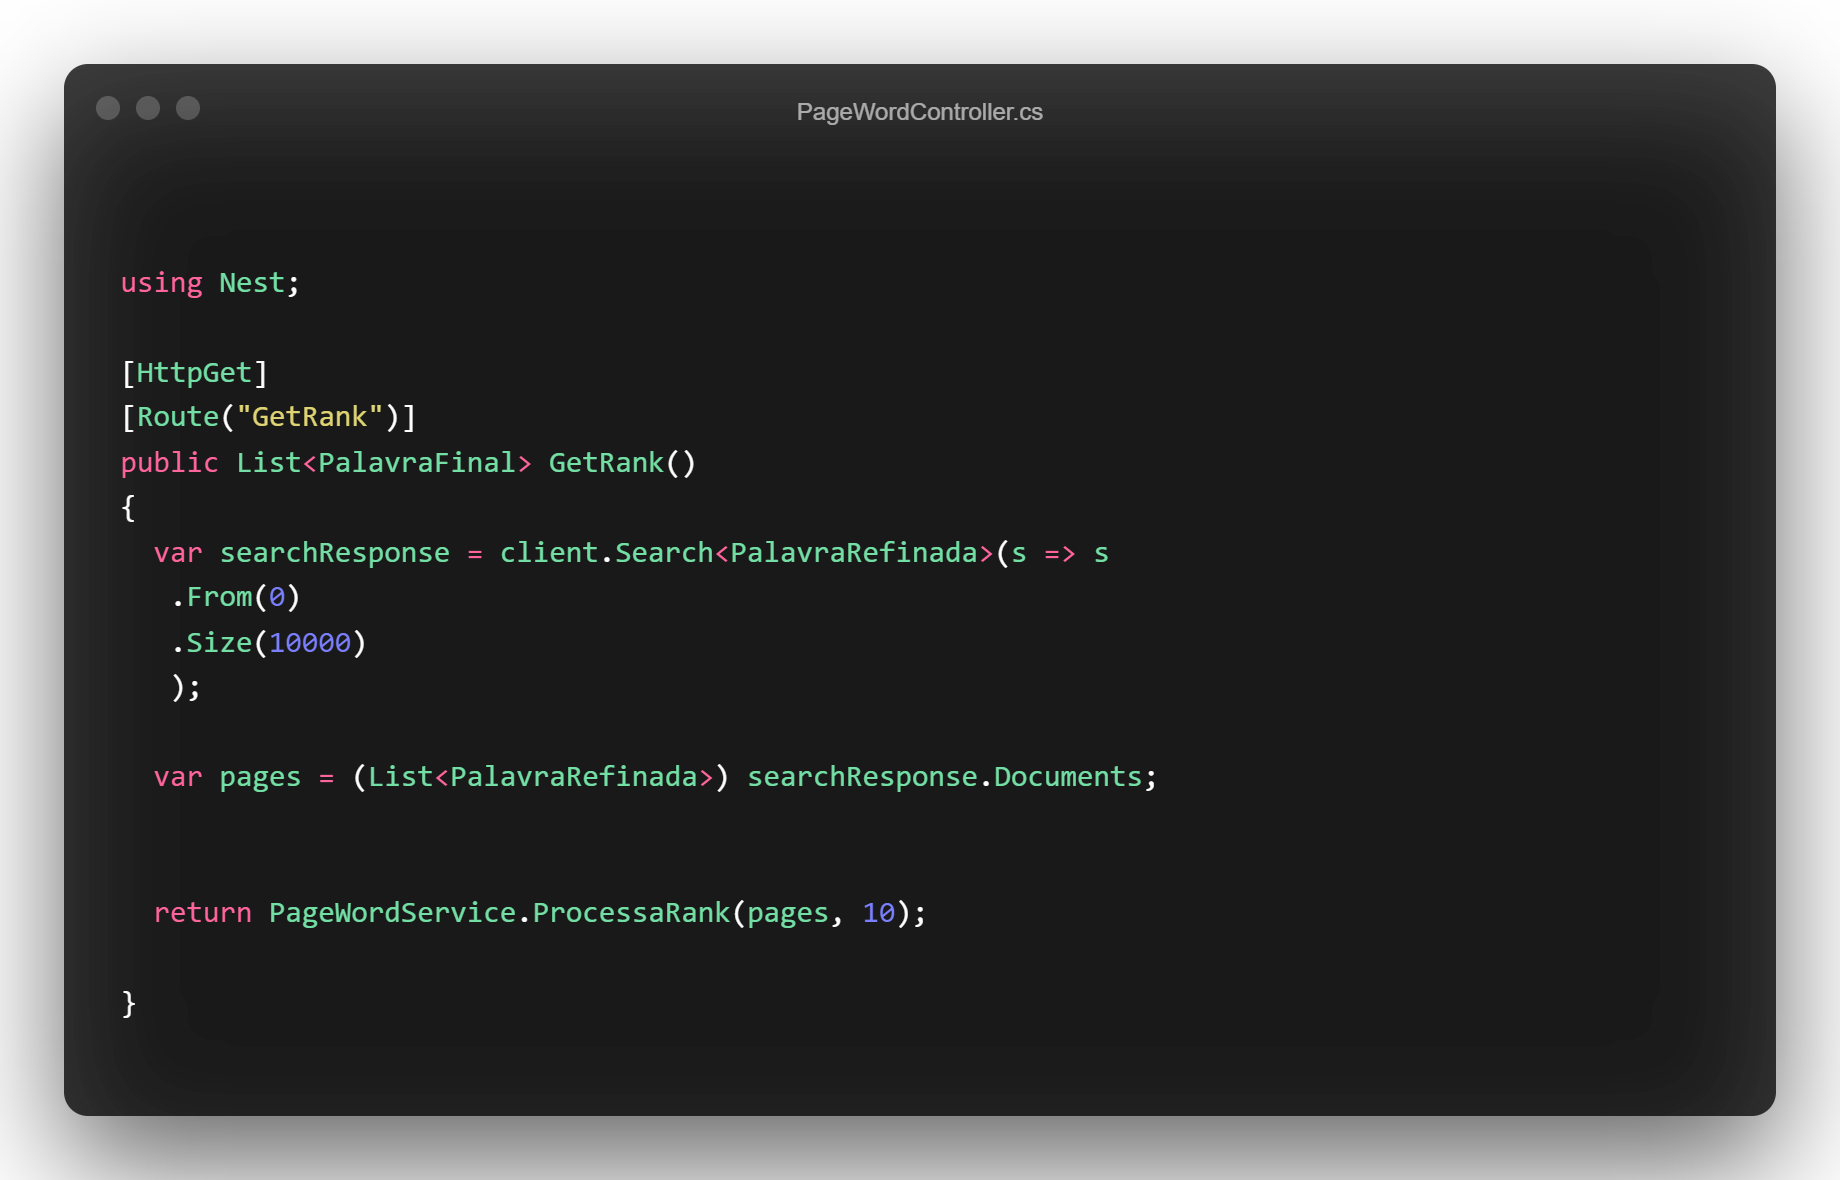 PageWordController.cs
using Nest;
[HttpGet]
[Route("GetRank")]
public List<PalavraFinal> GetRank()
{
  var searchResponse = client.Search<PalavraRefinada>(s => s
   .From(0)
   .Size(10000)
   );
  var pages = (List<PalavraRefinada>) searchResponse.Documents;
  return PageWordService.ProcessaRank(pages, 10);
}